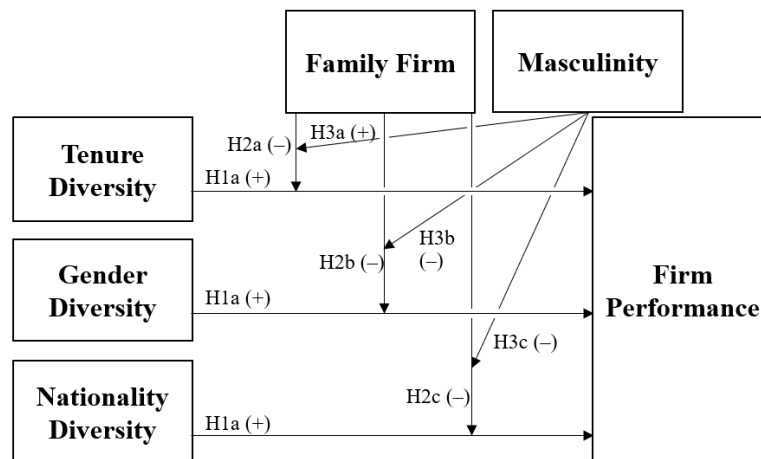 Family Firm
Masculinity
Tenure
Diversity
H2a (–)
H3a (+)
H1a (+)
Gender
Diversity
H3b
(–)
H2b (–)
H1a (+)
Firm
Performance
Nationality
Diversity
H3c (–)
H2c (–)
H1a (+)